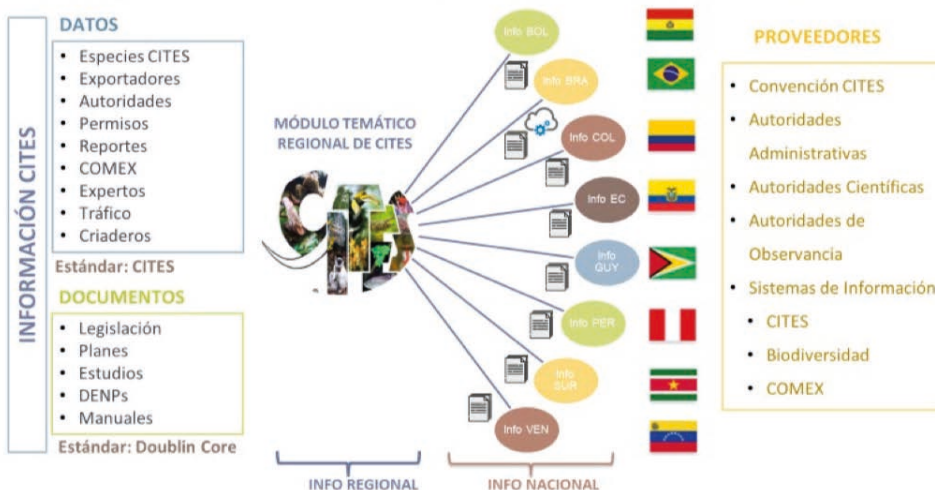 INFORMACIÓN CITES
DATOS
• Especies CITES
• Exportadores
• Autoridades
• Permisos
• Reportes
• COMEX
• Expertos
• Tráfico
• Criaderos
Estándar: CITES
DOCUMENTOS
• Legislación
• Planes
• Estudios
• DENPs
• Manuales
Estándar: Doublin Core
MÓDULO TEMÁTICO
REGIONAL DE CITES
CITES
Info BOL
Info BRA
Info COL
Info EC
Info
GUY
Info PER
Info
SUR
Info VEN
INFO REGIONAL
INFO NACIONAL
PROVEEDORES
• Convención CITES
• Autoridades
Administrativas
• Autoridades Científicas
• Autoridades de
Observancia
• Sistemas de Información
• CITES
• Biodiversidad
• COMEX